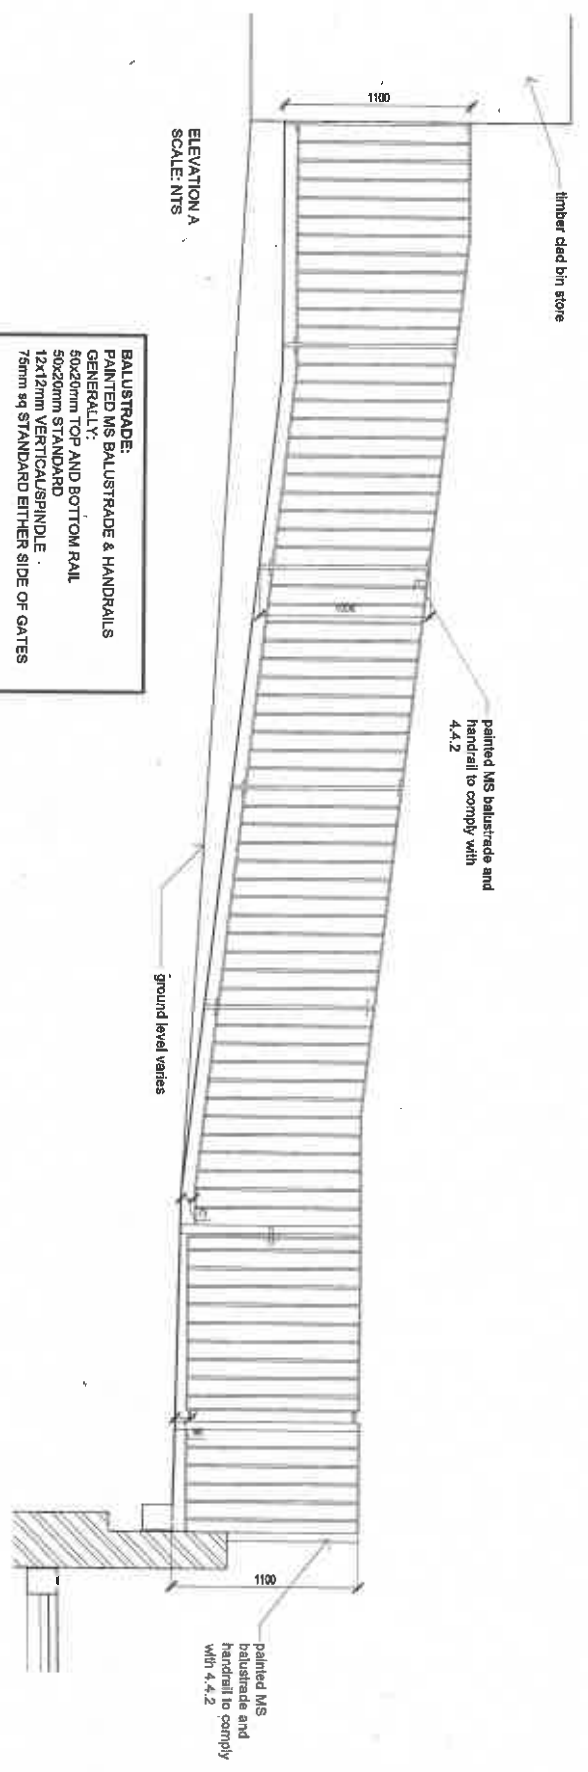 timber clad bin store
1100
ELEVATION A
SCALE: NTS
painted MS balustrade and
handrail to comply with
4.4.2
ground level varies
BALUSTRADE:
PAINTED MS BALUSTRADE & HANDRAILS
GENERALLY:
50x20mm TOP AND BOTTOM RAIL
50x20mm STANDARD
12x12mm VERTICAL/SPINDLE
75mm sq STANDARD EITHER SIDE OF GATES
1100
painted MS
balustrade and
handrail to comply
with 4.4.2